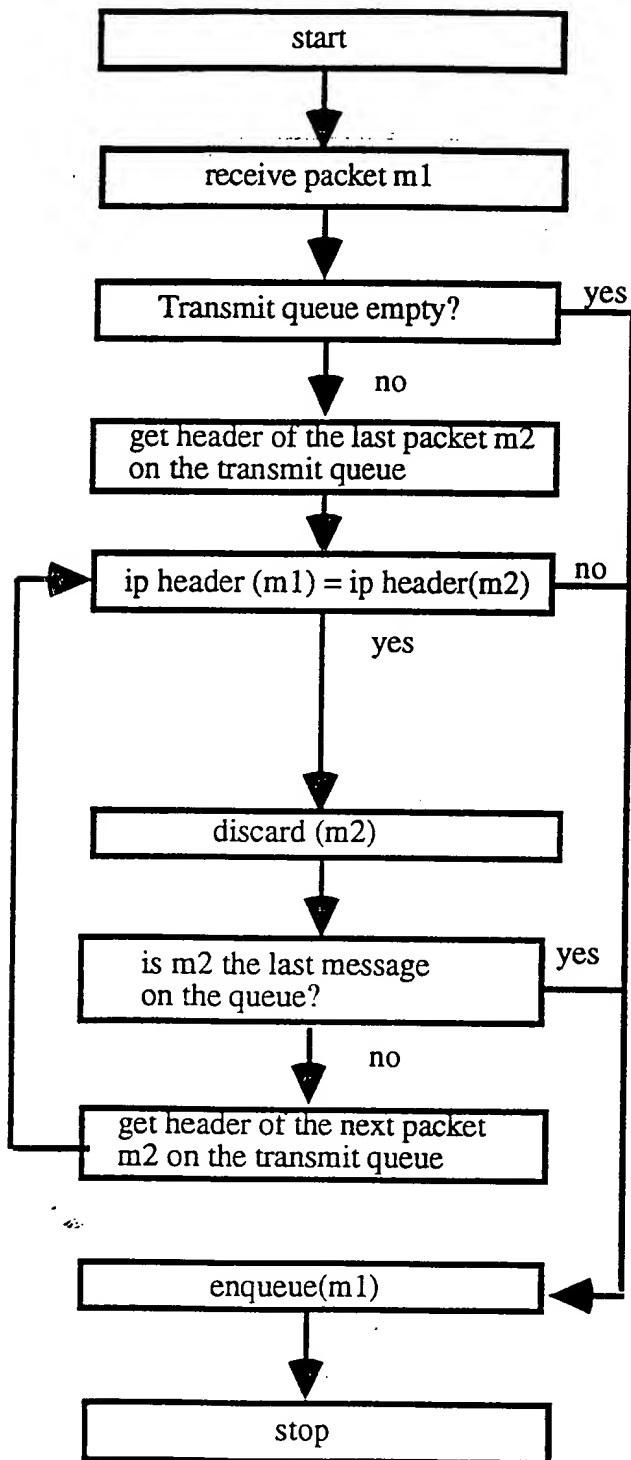 start
receive packet m1
Transmit queue empty?
yes
no
get header of the last packet m2
on the transmit queue
ip header (m1) = ip header(m2)
no
yes
discard (m2)
is m2 the last message
on the queue?
yes
no
get header of the next packet
m2 on the transmit queue
enqueue(m1)
stop